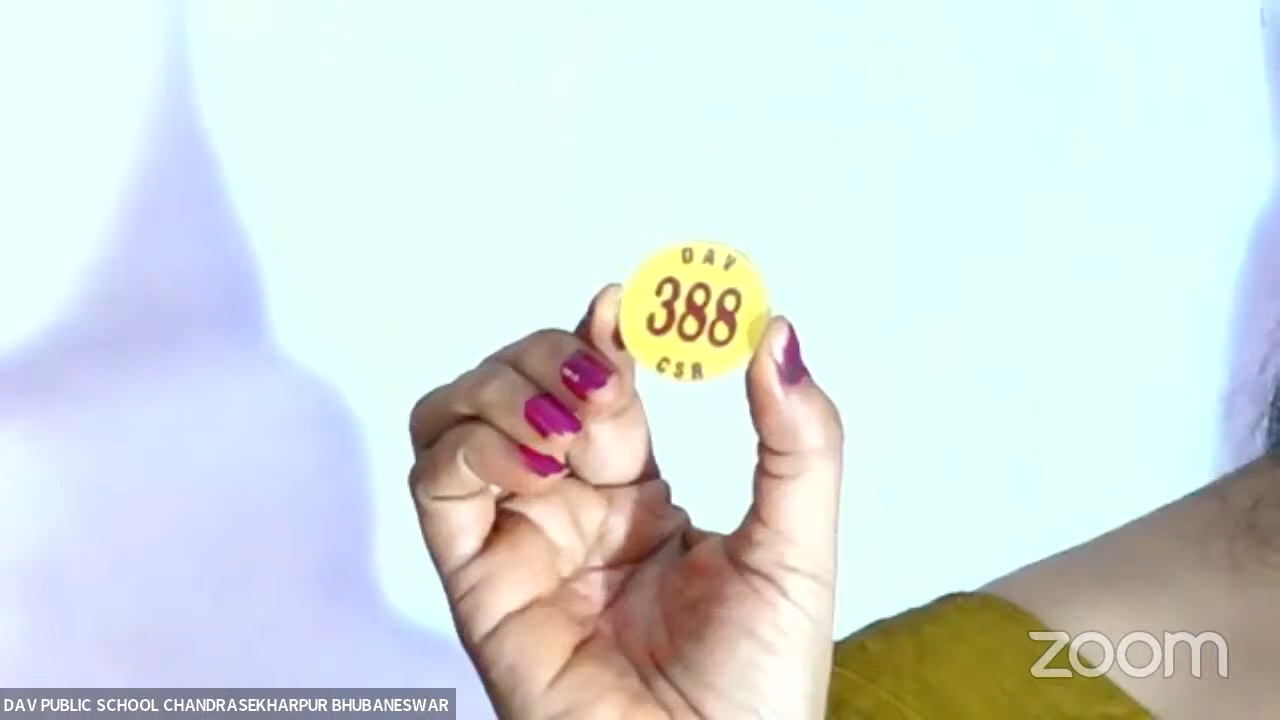 DAV
388
CSR
zoom
DAV PUBLIC SCHOOL CHANDRASEKHARPUR BHUBANESWAR